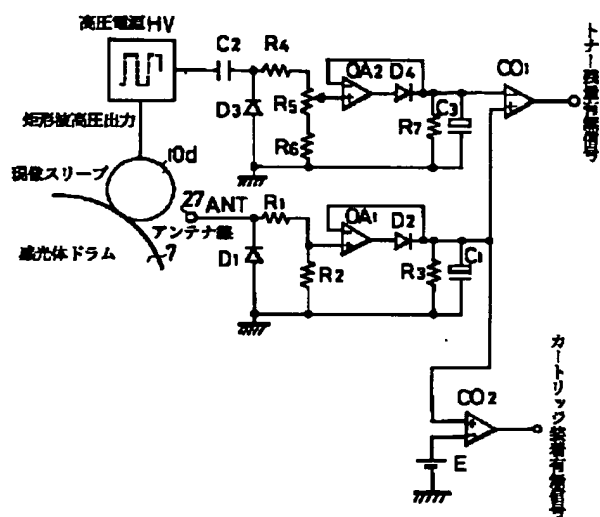 高圧電源HV
C2
R4
OA2
D4
CO1
D3
R5
R6
R7
C3
トナー残量有無信号
矩形波高圧出力
現像スリーブ
10d
27 ANT
アンテナ線
感光体ドラム
7
R1
OA1
D2
D1
R2
R3
C1
CO2
E
カートリッジ装着有無信号